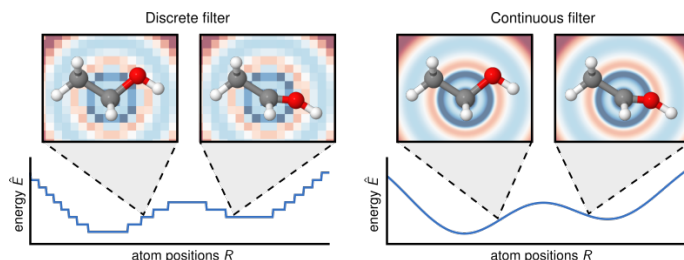 Discrete filter
Continuous filter
energy Ê
atom positions R
energy Ê
atom positions R